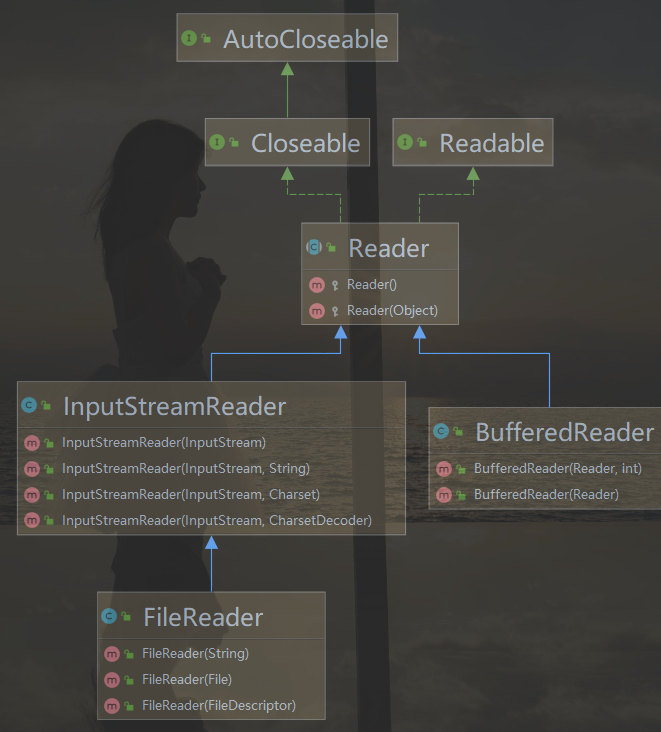 AutoCloseable
Closeable
Readable
Reader
Reader()
Reader(Object)
InputStreamReader
InputStreamReader(InputStream)
InputStreamReader(InputStream, String)
InputStreamReader(InputStream, Charset)
InputStreamReader(InputStream, CharsetDecoder)
BufferedReader
BufferedReader(Reader, int)
BufferedReader(Reader)
FileReader
FileReader(String)
FileReader(File)
FileReader(FileDescriptor)